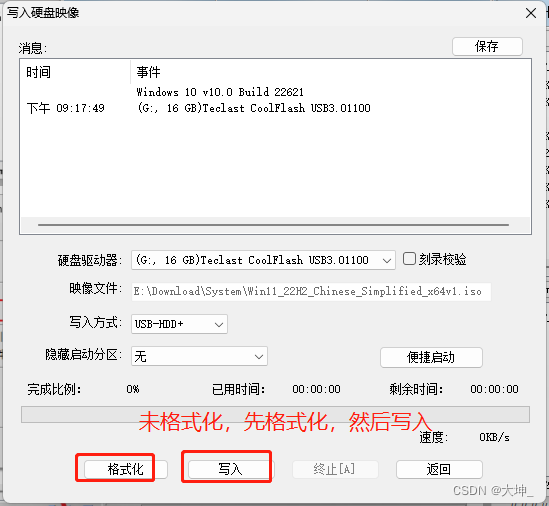 写入硬盘映像
消息:
保存
时间 事件
Windows 10 v10.0 Build 22621
下午 09:17:49 (G:, 16 GB)Teclast CoolFlash USB3.01100
硬盘驱动器: (G:, 16 GB)Teclast CoolFlash USB3.01100 刻录校验
映像文件: E:\Download\System\Win11_22H2_Chinese_Simplified_x64v1.iso
写入方式: USB-HDD+
隐藏启动分区: 无 便捷启动
完成比例: 0% 已用时间: 00:00:00 剩余时间: 00:00:00
未格式化，先格式化，然后写入
速度: 0KB/s
格式化 写入 终止[A] 返回
CSDN @大坤_